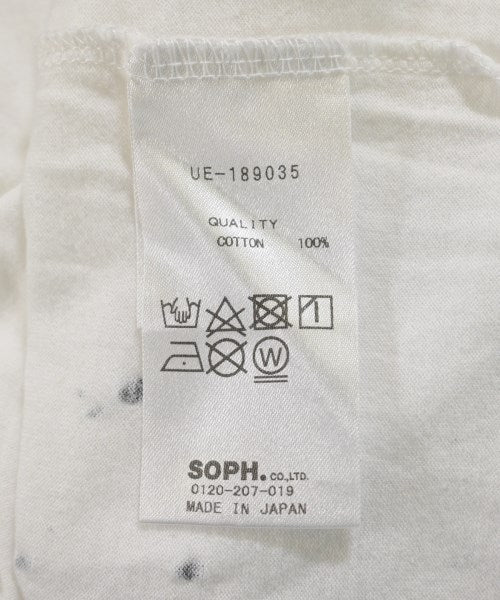 UE-189035
QUALITY
COTTON 100%
W
SOPH. CO.,LTD.
0120-207-019
MADE IN JAPAN